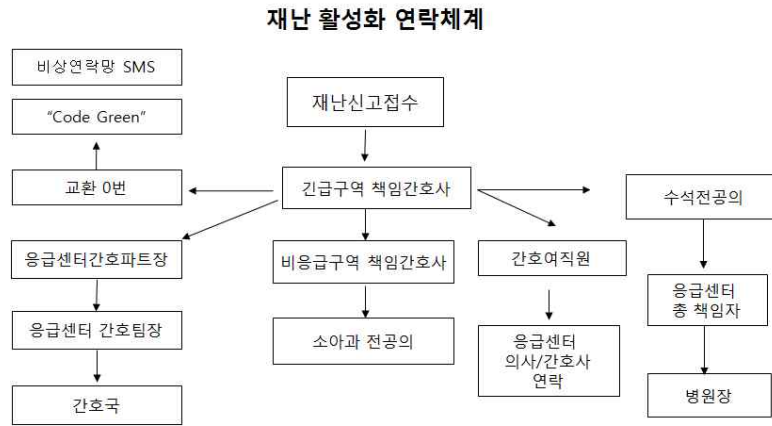 재난 활성화 연락체계
비상연락망 SMS
“Code Green”
재난신고접수
교환 0번
긴급구역 책임간호사
수석전공의
응급센터간호파트장
비응급구역 책임간호사
간호여직원
응급센터
총 책임자
응급센터 간호팀장
소아과 전공의
응급센터
의사/간호사
연락
간호국
병원장